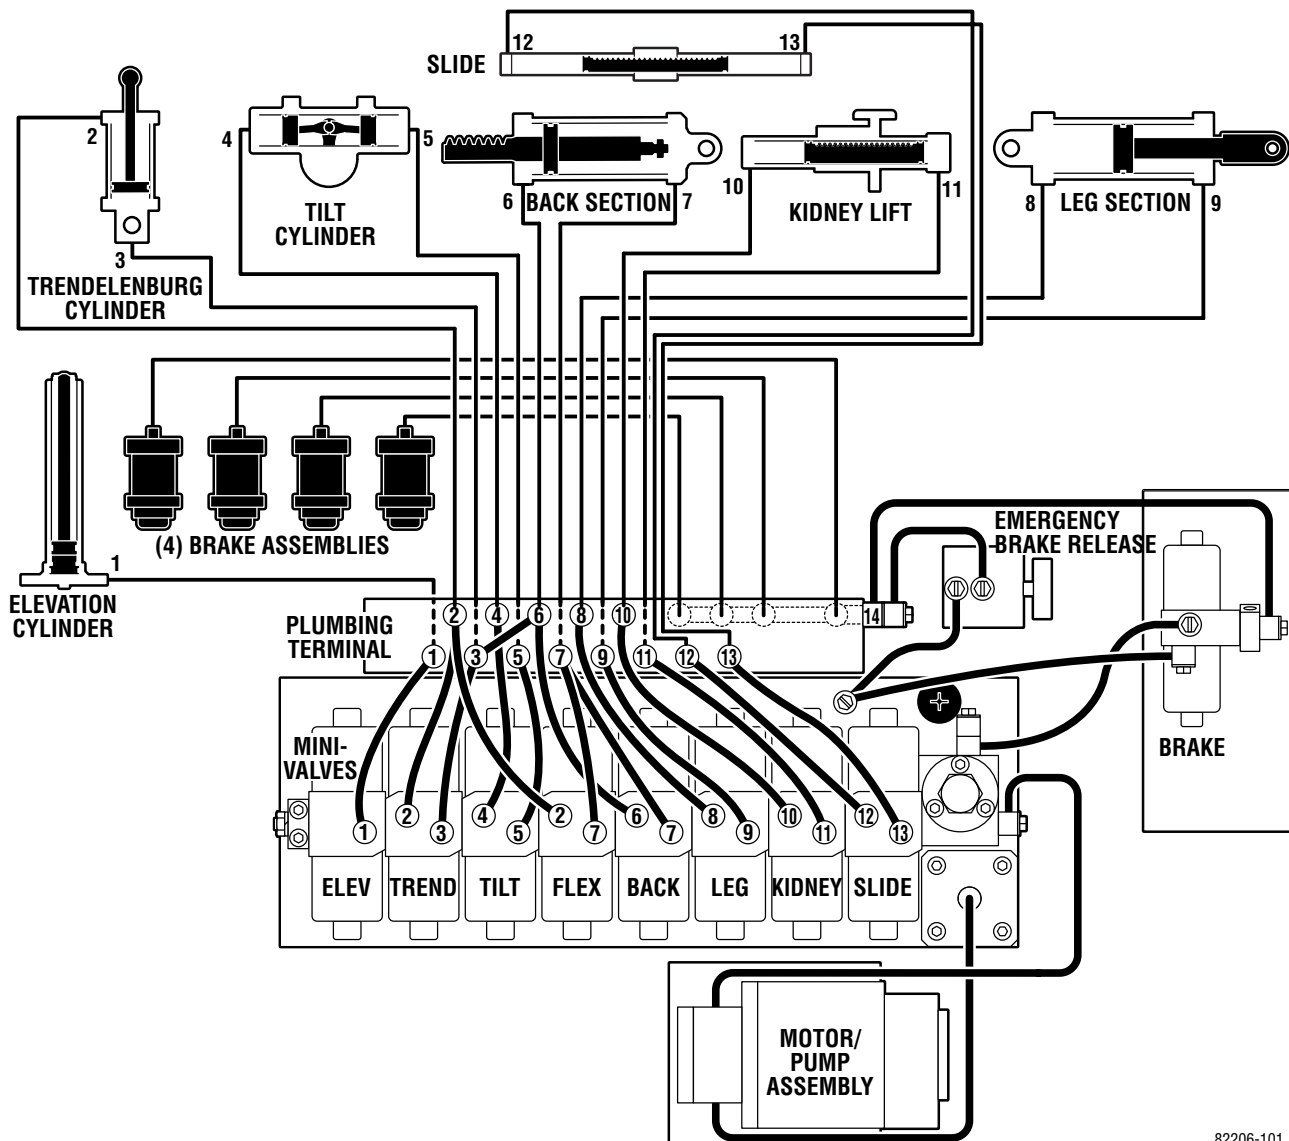 12
13
SLIDE
2
4
5
6
BACK SECTION
7
10
11
KIDNEY LIFT
8
LEG SECTION
9
TILT
CYLINDER
3
TRENDELENBURG
CYLINDER
(4) BRAKE ASSEMBLIES
1
ELEVATION
CYLINDER
EMERGENCY
BRAKE RELEASE
PLUMBING
TERMINAL
2
4
6
8
10
14
1
3
5
7
9
11
12
13
BRAKE
MINI-
VALVES
1
2
3
4
5
2
7
6
7
8
9
10
11
12
13
ELEV
TREND
TILT
FLEX
BACK
LEG
KIDNEY
SLIDE
MOTOR/
PUMP
ASSEMBLY
82206-101